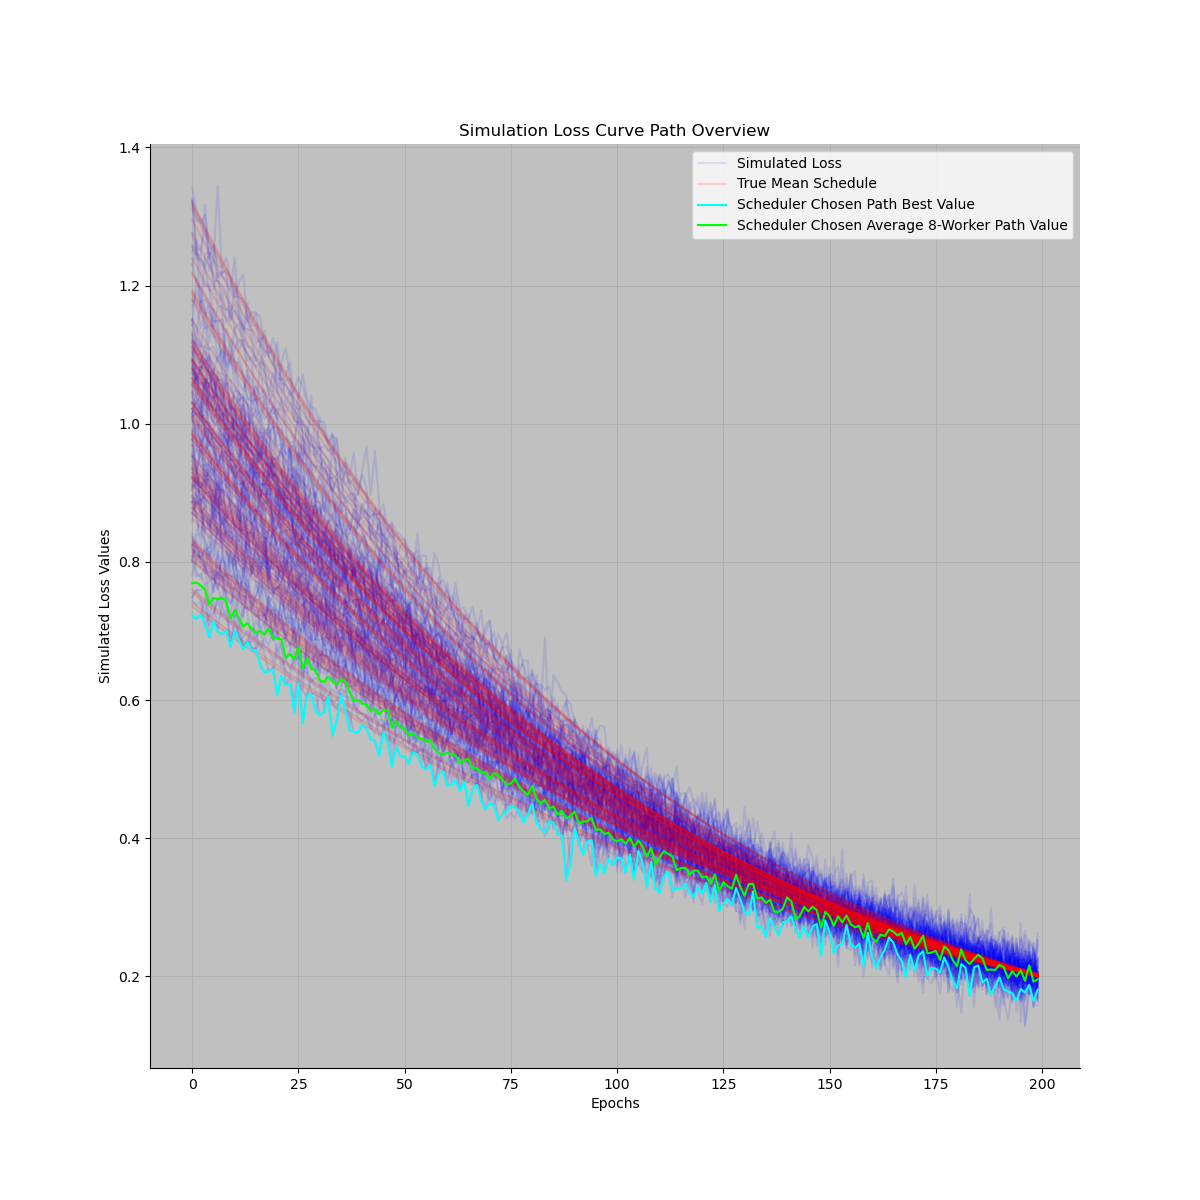 Simulation Loss Curve Path Overview
Simulated Loss
True Mean Schedule
Scheduler Chosen Path Best Value
Scheduler Chosen Average 8-Worker Path Value
1.4
1.2
1.0
0.8
0.6
0.4
0.2
Simulated Loss Values
0 25 50 75 100 125 150 175 200
Epochs